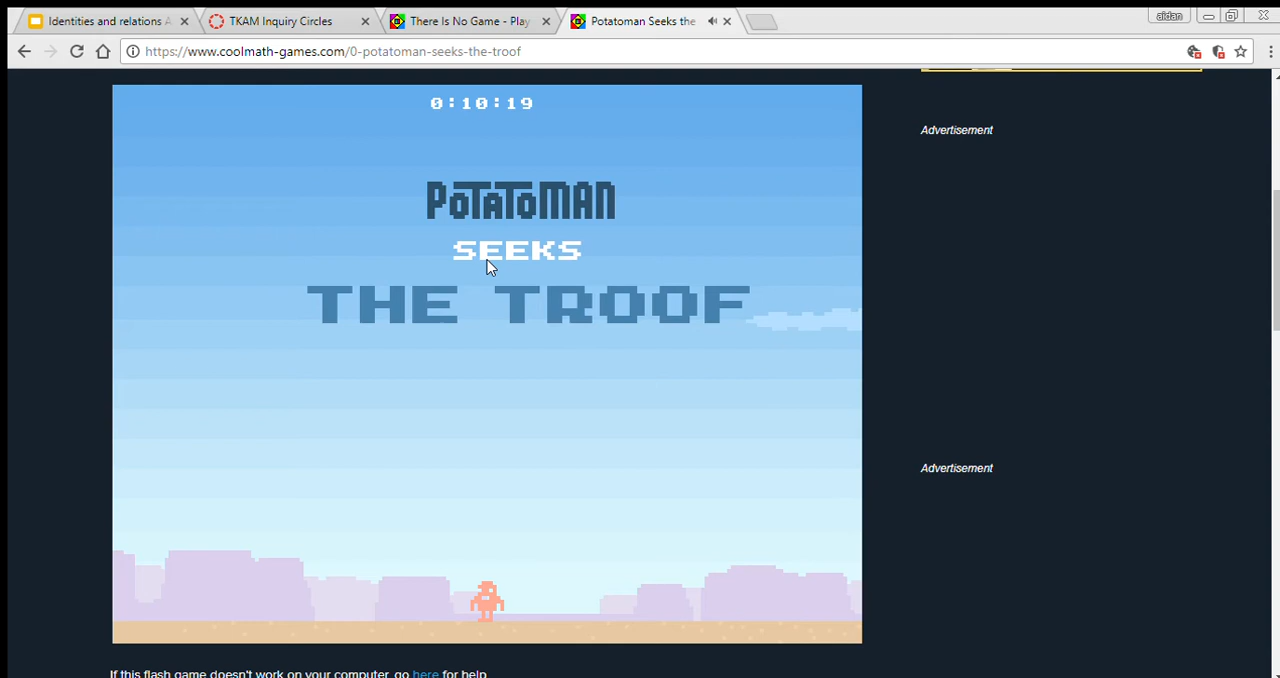 Identities and relations A
TKAM Inquiry Circles
There Is No Game - Play
Potatoman Seeks the
aidan
https://www.coolmath-games.com/0-potatoman-seeks-the-troof
0:10:19
Advertisement
POTATOMAN
SEEKS
THE TROOF
Advertisement
If this flash game doesn't work on your computer, go here for help